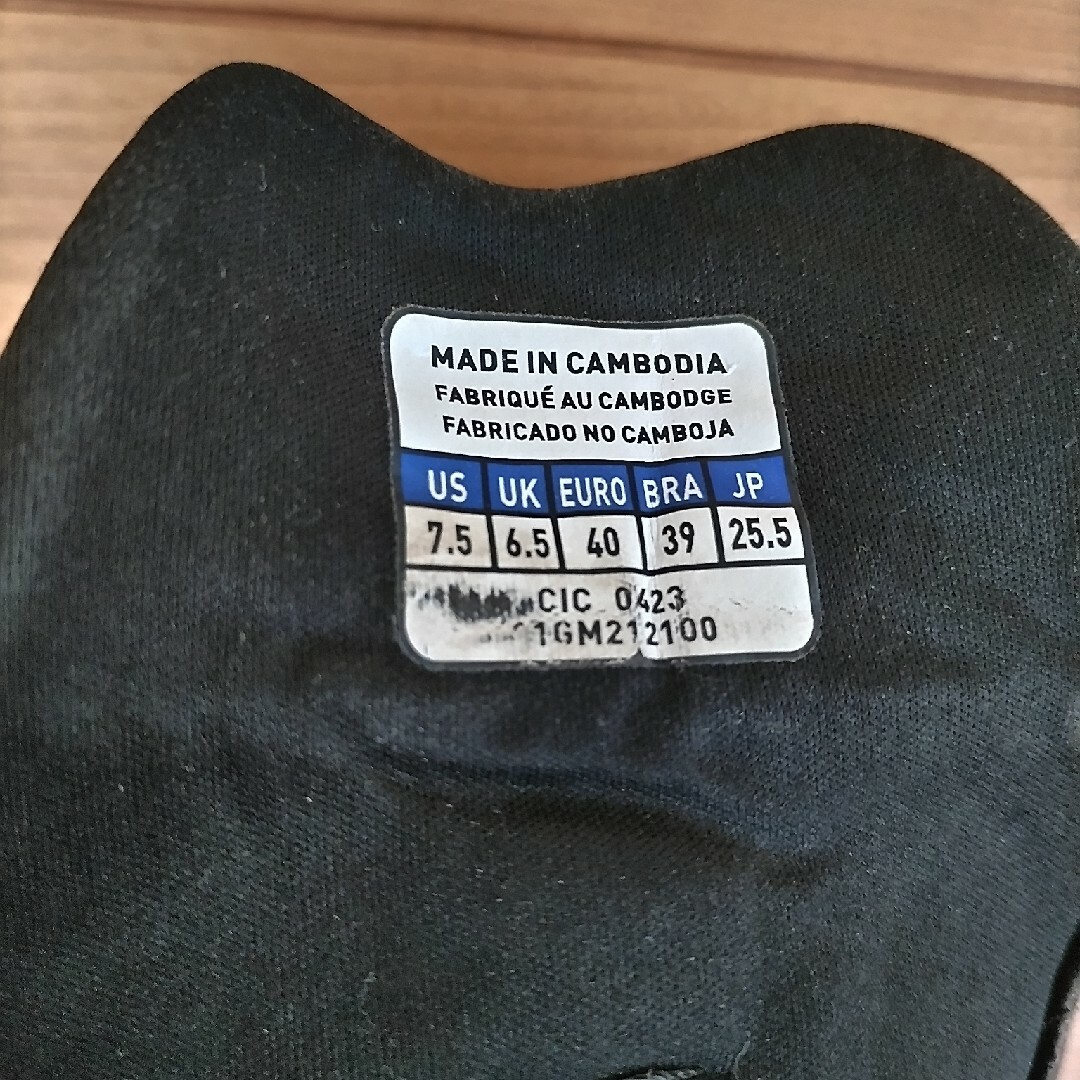 MADE IN CAMBODIA
FABRIQUÉ AU CAMBODGE
FABRICADO NO CAMBOJA
US UK EURO BRA JP
7.5 6.5 40 39 25.5
CIC 0423
1GM212100